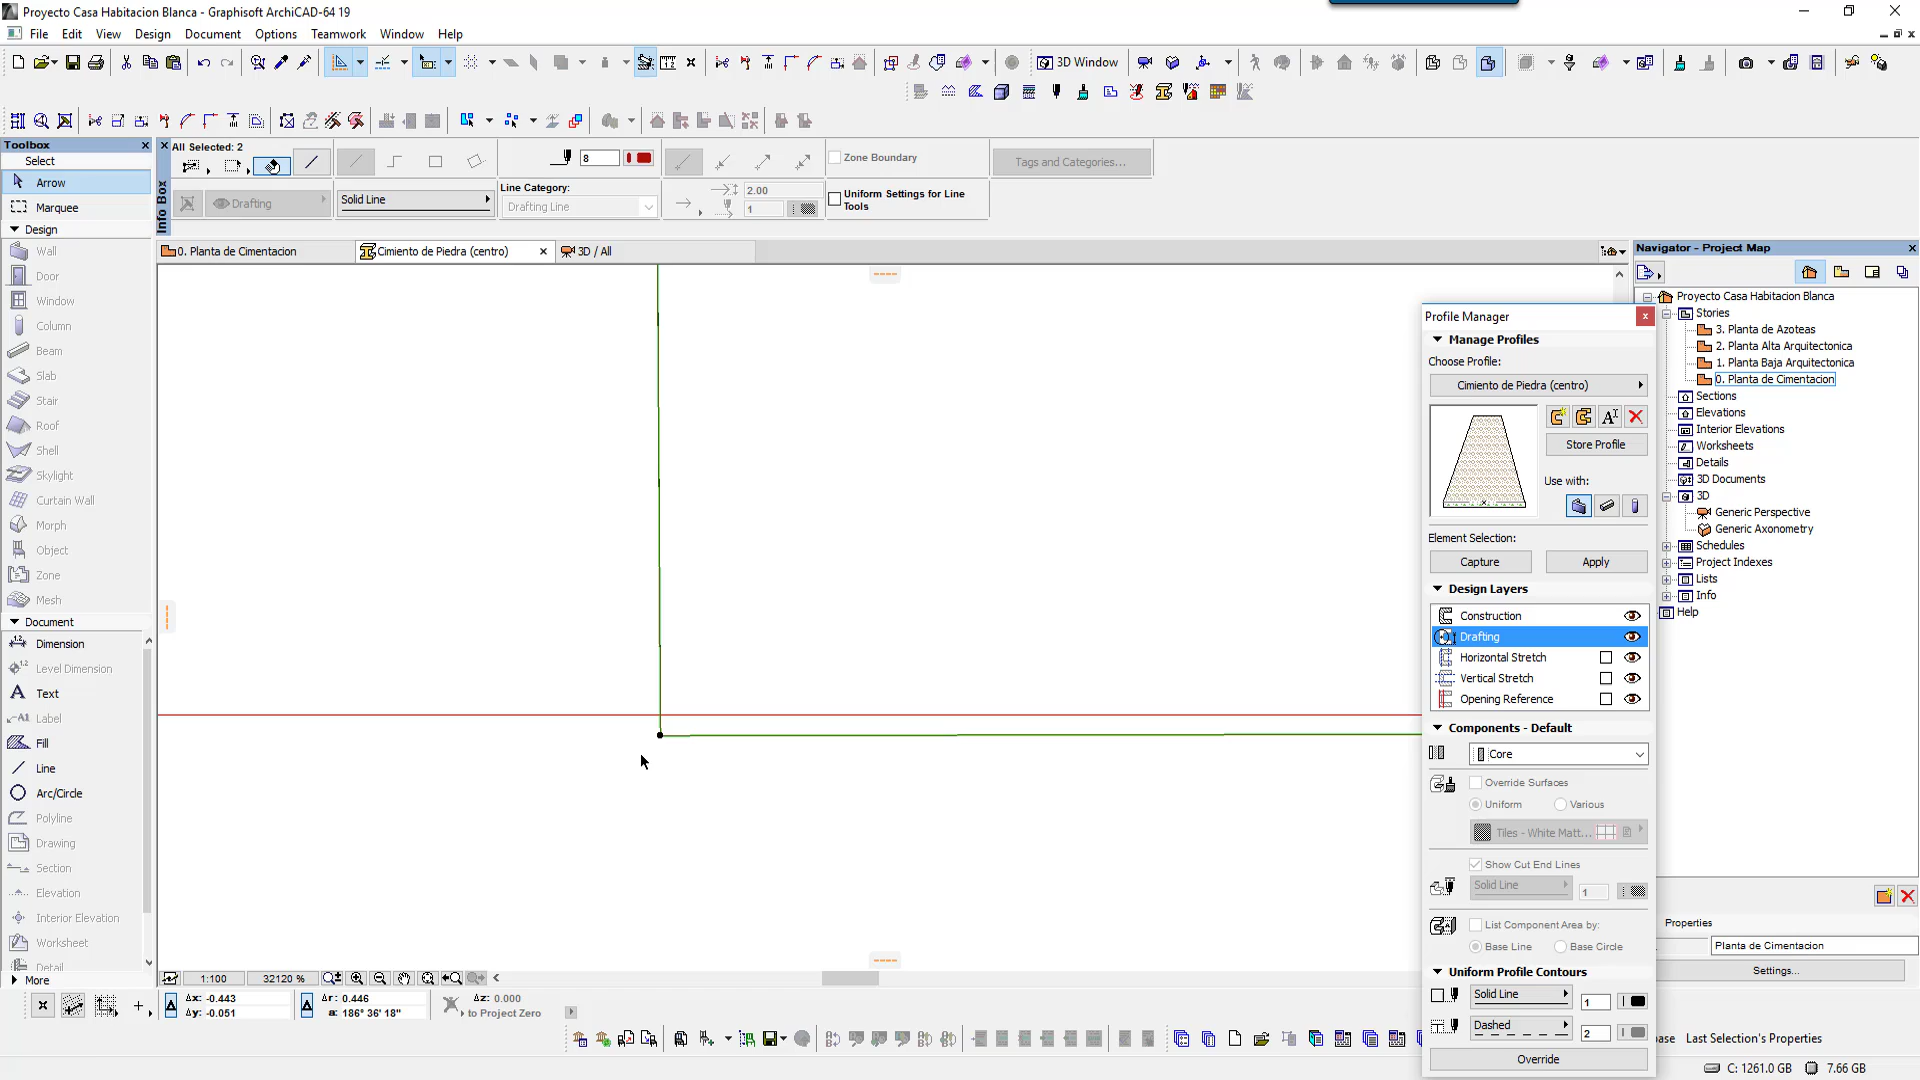 Proyecto Casa Habitacion Blanca - Graphisoft ArchiCAD-64 19
File Edit View Design Document Options Teamwork Window Help
3D Window
Toolbox
Select
Arrow
Marquee
Design
Wall
Door
Window
Column
Beam
Slab
Stair
Roof
Shell
Skylight
Curtain Wall
Morph
Object
Zone
Mesh
Document
Dimension
Level Dimension
Text
Label
Fill
Line
Arc/Circle
Polyline
Drawing
Section
Elevation
Interior Elevation
Worksheet
Detail
More
Info Box
All Selected: 2
Drafting
Solid Line
8
Line Category:
Drafting Line
2.00
1
Zone Boundary
Uniform Settings for Line Tools
Tags and Categories...
0. Planta de Cimentacion
Cimiento de Piedra (centro)
3D / All
Profile Manager
Manage Profiles
Choose Profile:
Cimiento de Piedra (centro)
Store Profile
Use with:
Element Selection:
Capture
Apply
Design Layers
Construction
Drafting
Horizontal Stretch
Vertical Stretch
Opening Reference
Components - Default
Core
Override Surfaces
Uniform
Various
Tiles - White Matt...
Show Cut End Lines
Solid Line
1
List Component Area by:
Base Line
Base Circle
Uniform Profile Contours
Solid Line
1
Dashed
2
Override
Navigator - Project Map
Proyecto Casa Habitacion Blanca
Stories
3. Planta de Azoteas
2. Planta Alta Arquitectonica
1. Planta Baja Arquitectonica
0. Planta de Cimentacion
Sections
Elevations
Interior Elevations
Worksheets
Details
3D Documents
3D
Generic Perspective
Generic Axonometry
Schedules
Project Indexes
Lists
Info
Help
Properties
Planta de Cimentacion
Settings...
1:100
32120 %
Δx: -0.443
Δy: -0.051
Δr: 0.446
a: 186° 36' 18"
Δz: 0.000
to Project Zero
Last Selection's Properties
C: 1261.0 GB
7.66 GB